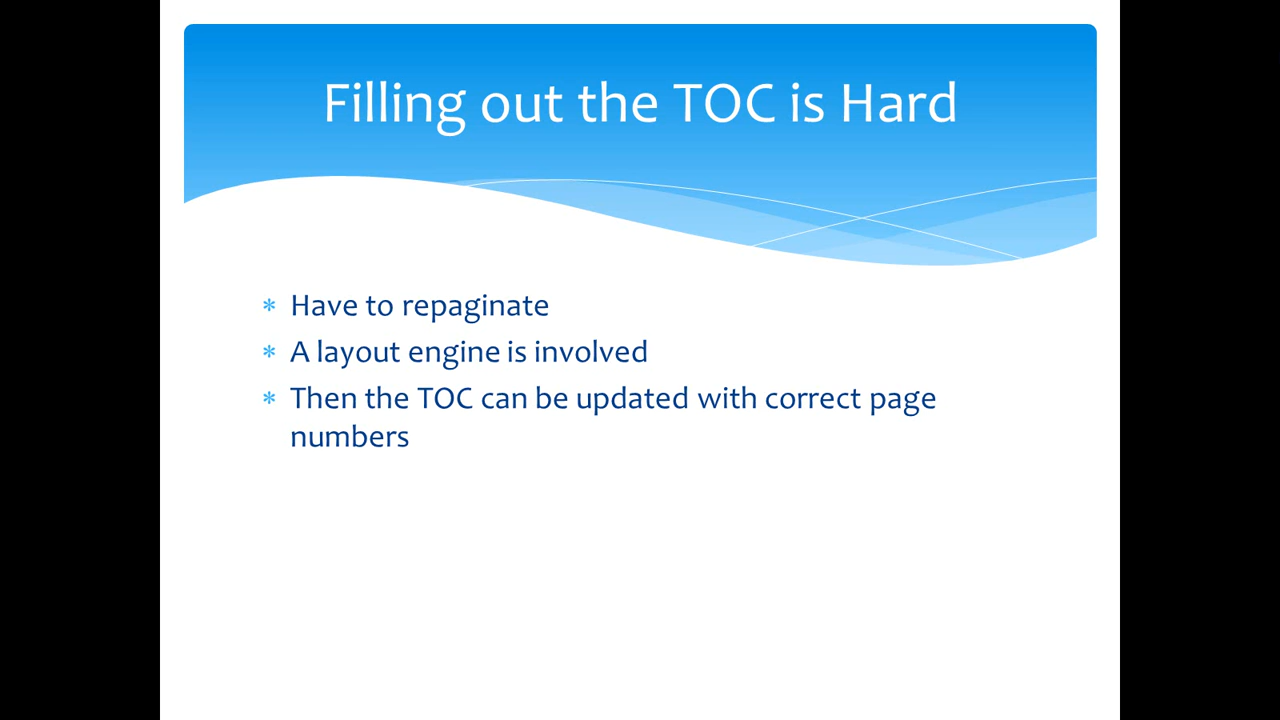 Filling out the TOC is Hard
* Have to repaginate
* A layout engine is involved
* Then the TOC can be updated with correct page
numbers